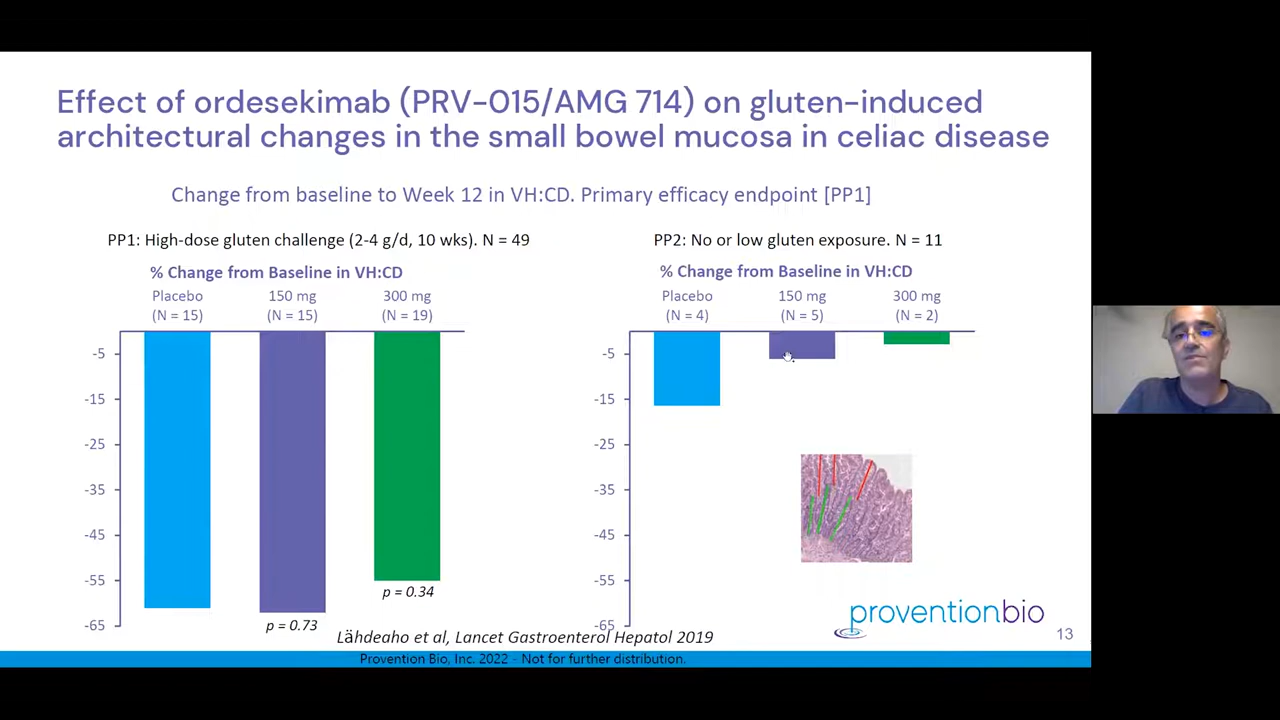 Effect of ordesekimab (PRV-015/AMG 714) on gluten-induced
architectural changes in the small bowel mucosa in celiac disease
Change from baseline to Week 12 in VH:CD. Primary efficacy endpoint [PP1]
PP1: High-dose gluten challenge (2-4 g/d, 10 wks). N = 49
% Change from Baseline in VH:CD
Placebo 150 mg 300 mg
(N = 15) (N = 15) (N = 19)
-5
-15
-25
-35
-45
-55
-65
p = 0.73
p = 0.34
PP2: No or low gluten exposure. N = 11
% Change from Baseline in VH:CD
Placebo 150 mg 300 mg
(N = 4) (N = 5) (N = 2)
-5
-15
-25
-35
-45
-55
-65
Lähdeaho et al, Lancet Gastroenterol Hepatol 2019
proventionbio
13
Provention Bio, Inc. 2022 - Not for further distribution.